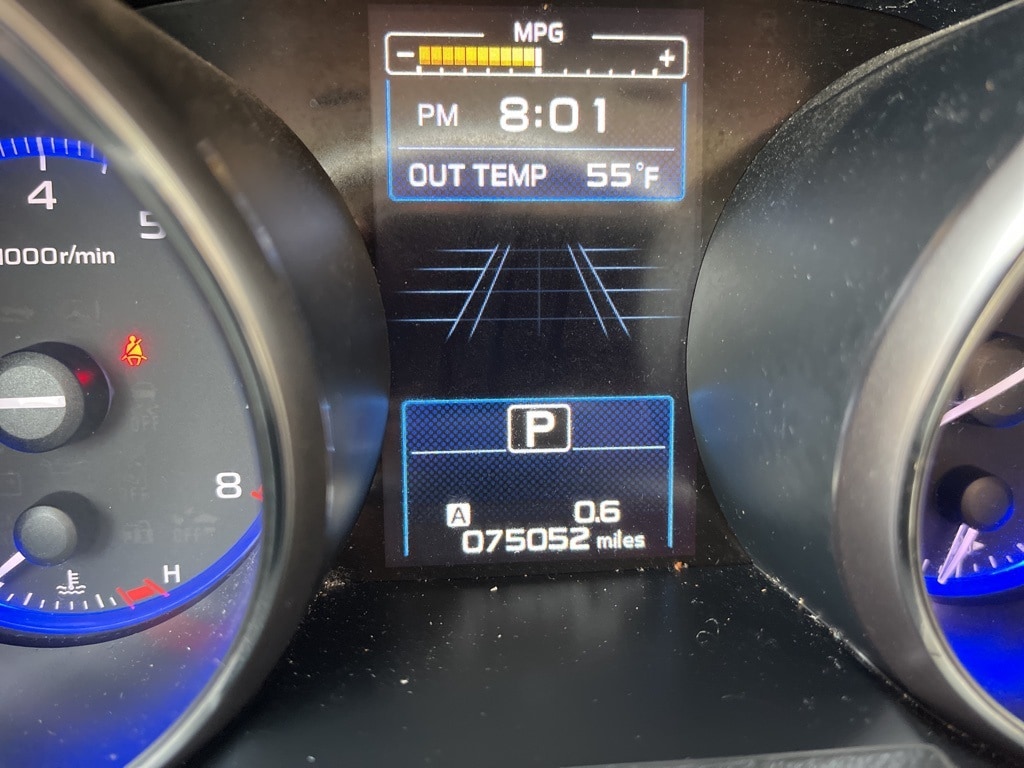 MPG
- +
PM 8:01
OUT TEMP 55°F
4
5
1000r/min
P
8
A 0.6
075052 miles
H